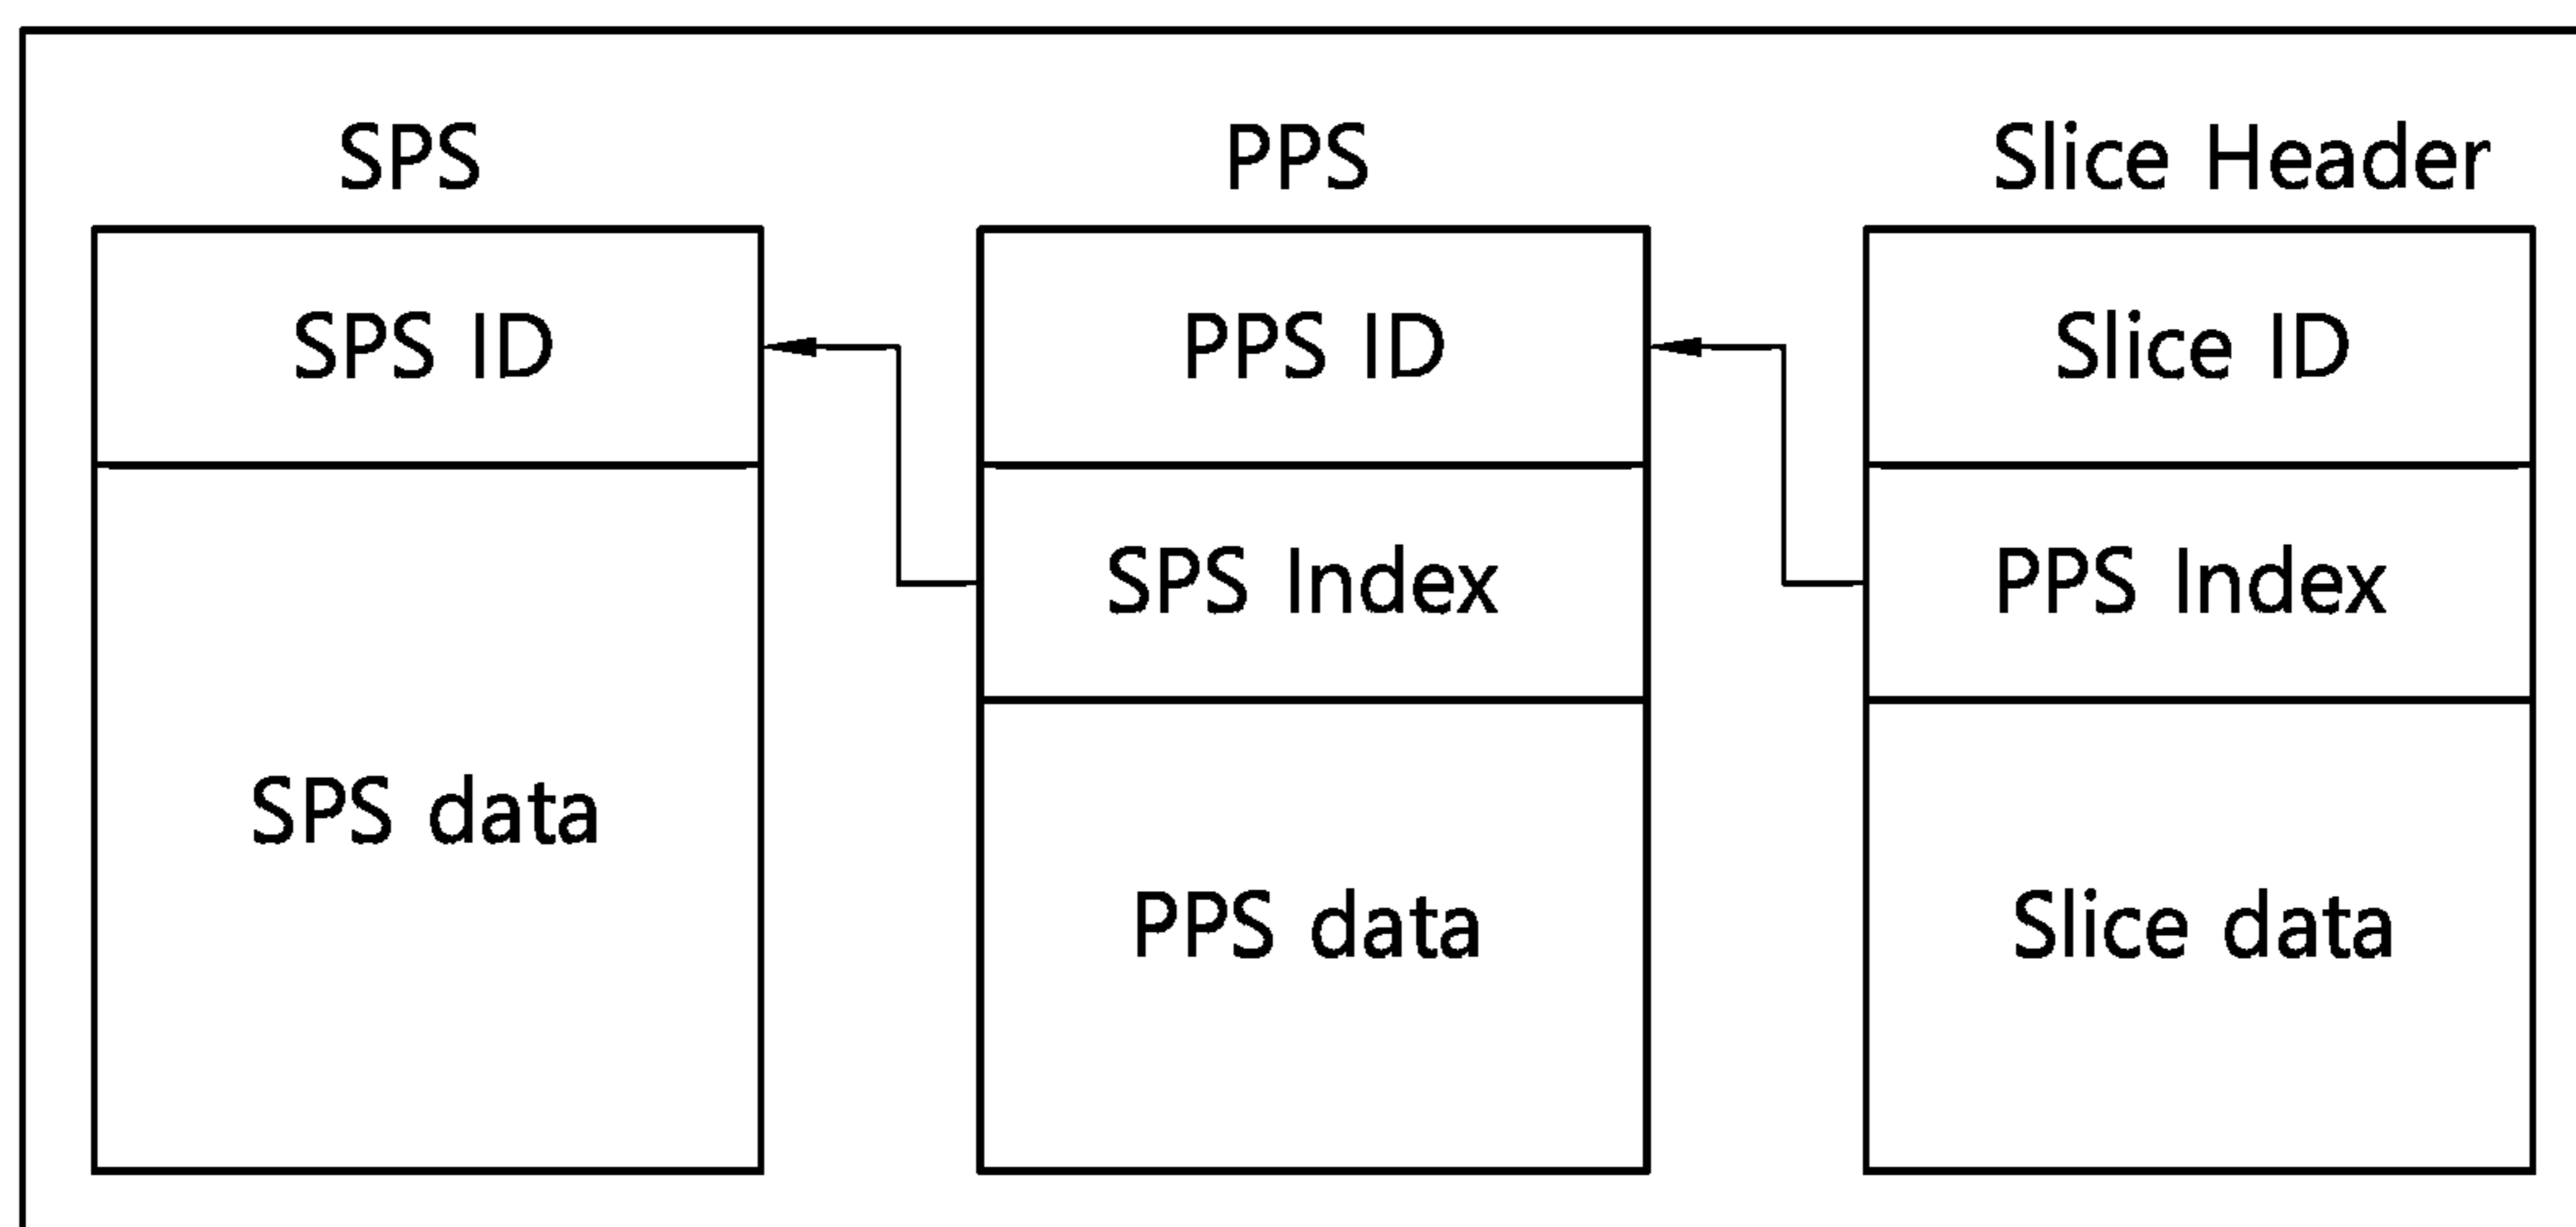 SPS
SPS ID
SPS data
PPS
PPS ID
SPS Index
PPS data
Slice Header
Slice ID
PPS Index
Slice data